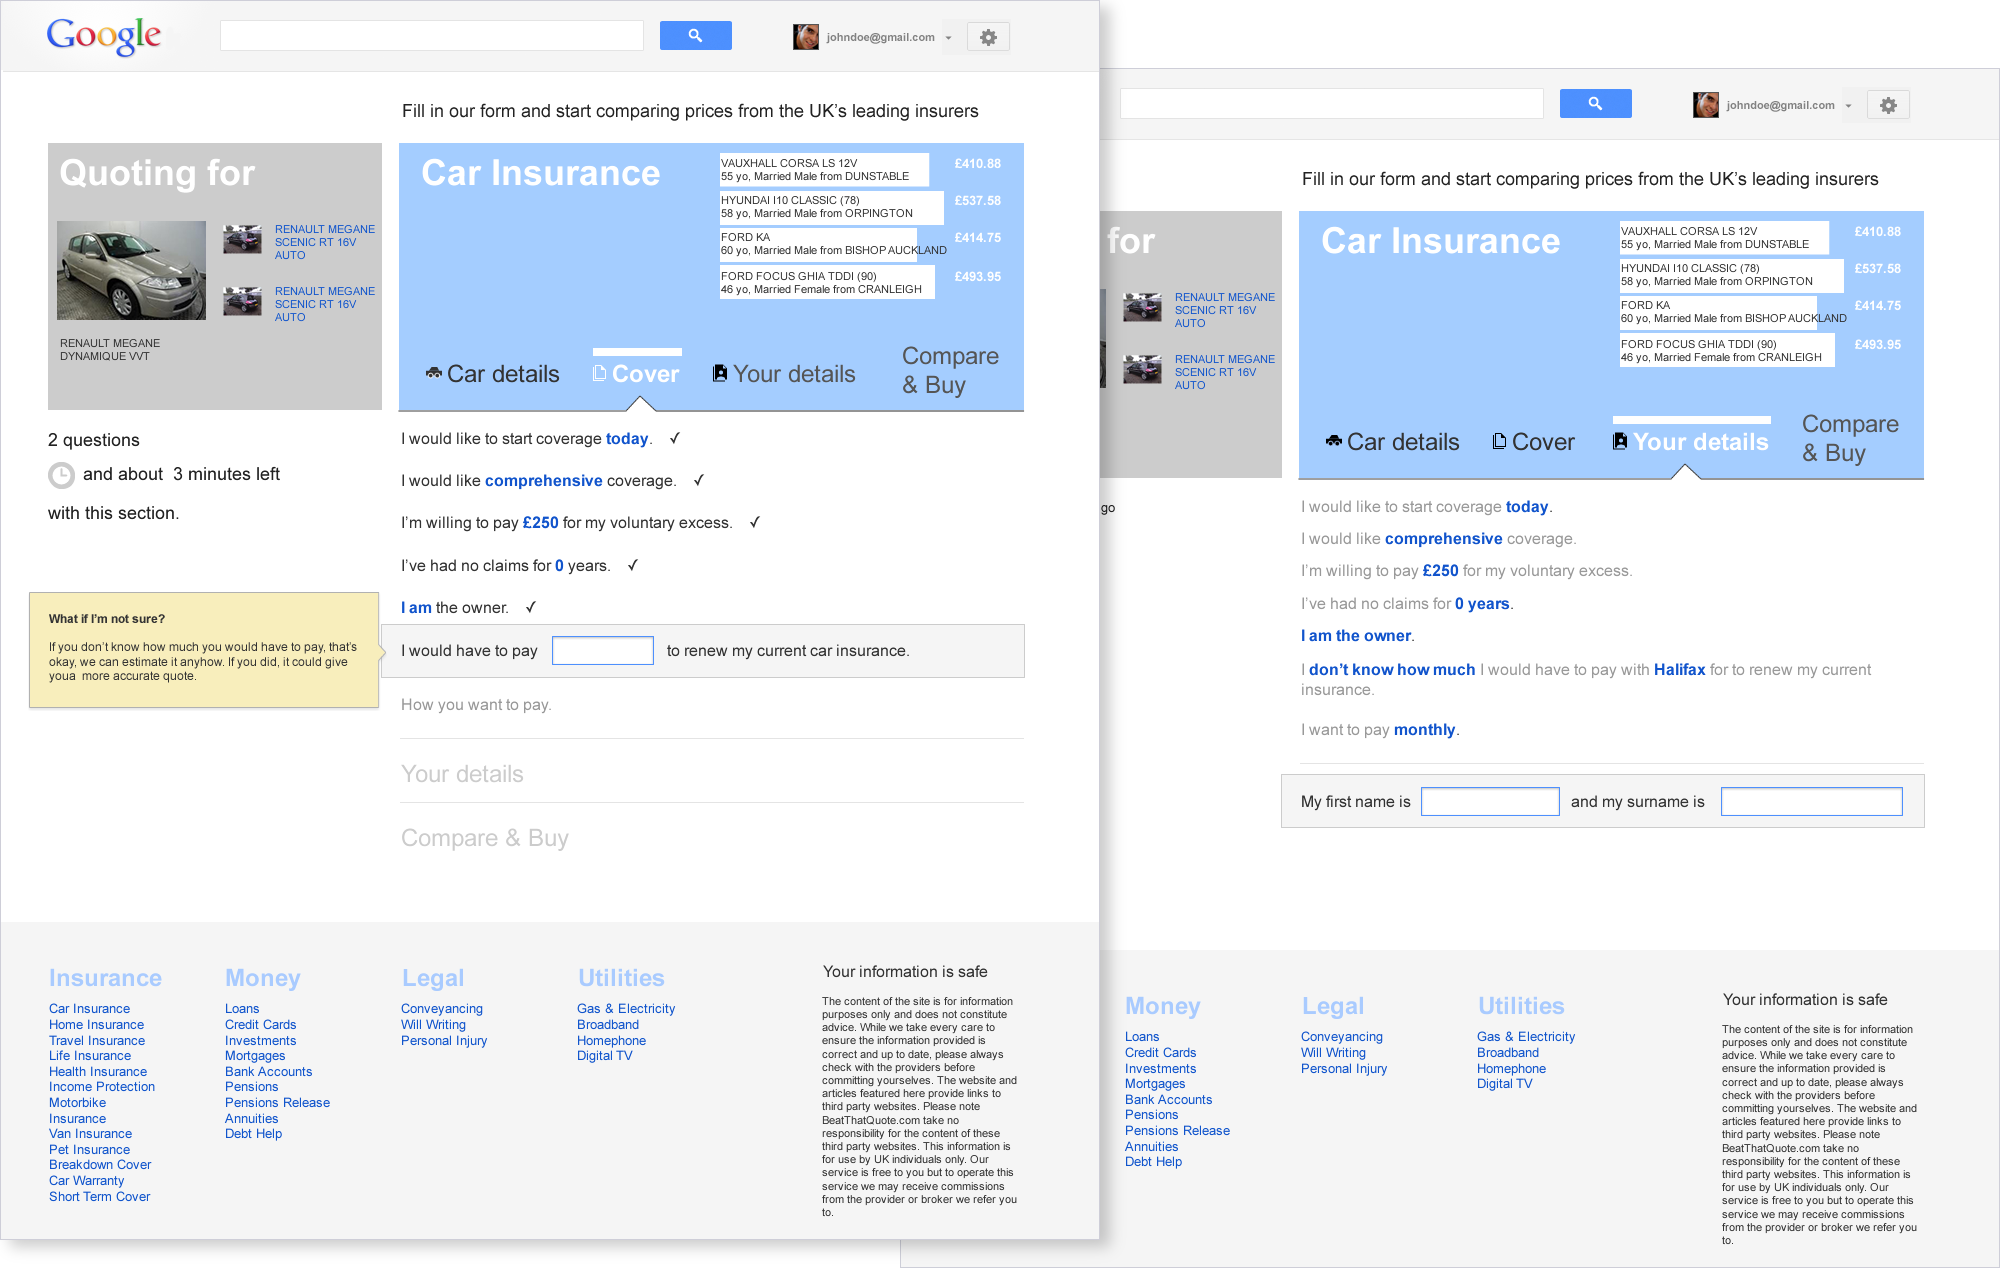 Google
johndoe@gmail.com
Fill in our form and start comparing prices from the UK’s leading insurers
Quoting for
RENAULT MEGANE
SCENIC RT 16V
AUTO
RENAULT MEGANE
SCENIC RT 16V
AUTO
RENAULT MEGANE
DYNAMIQUE VVT
Car Insurance
VAUXHALL CORSA LS 12V
55 yo, Married Male from DUNSTABLE
£410.88
HYUNDAI I10 CLASSIC (78)
58 yo, Married Male from ORPINGTON
£537.58
FORD KA
60 yo, Married Male from BISHOP AUCKLAND
£414.75
FORD FOCUS GHIA TDDI (90)
46 yo, Married Female from CRANLEIGH
£493.95
Car details
Cover
Your details
Compare
& Buy
2 questions
and about 3 minutes left
with this section.
I would like to start coverage today. ✓
I would like comprehensive coverage. ✓
I’m willing to pay £250 for my voluntary excess. ✓
I’ve had no claims for 0 years. ✓
I am the owner. ✓
What if I’m not sure?
If you don’t know how much you would have to pay, that’s
okay, we can estimate it anyhow. If you did, it could give
youa more accurate quote.
I would have to pay to renew my current car insurance.
How you want to pay.
Your details
Compare & Buy
Insurance
Car Insurance
Home Insurance
Travel Insurance
Life Insurance
Health Insurance
Income Protection
Motorbike
Insurance
Van Insurance
Pet Insurance
Breakdown Cover
Car Warranty
Short Term Cover
Money
Loans
Credit Cards
Investments
Mortgages
Bank Accounts
Pensions
Pensions Release
Annuities
Debt Help
Legal
Conveyancing
Will Writing
Personal Injury
Utilities
Gas & Electricity
Broadband
Homephone
Digital TV
Your information is safe
The content of the site is for information
purposes only and does not constitute
advice. While we take every care to
ensure the information provided is
correct and up to date, please always
check with the providers before
committing yourselves. The website and
articles featured here provide links to
third party websites. Please note
BeatThatQuote.com take no
responsibility for the content of these
third party websites. This information is
for use by UK individuals only. Our
service is free to you but to operate this
service we may receive commissions
from the provider or broker we refer you
to.
johndoe@gmail.com
Fill in our form and start comparing prices from the UK’s leading insurers
for
RENAULT MEGANE
SCENIC RT 16V
AUTO
RENAULT MEGANE
SCENIC RT 16V
AUTO
Car Insurance
VAUXHALL CORSA LS 12V
55 yo, Married Male from DUNSTABLE
£410.88
HYUNDAI I10 CLASSIC (78)
58 yo, Married Male from ORPINGTON
£537.58
FORD KA
60 yo, Married Male from BISHOP AUCKLAND
£414.75
FORD FOCUS GHIA TDDI (90)
46 yo, Married Female from CRANLEIGH
£493.95
Car details
Cover
Your details
Compare
& Buy
go
I would like to start coverage today.
I would like comprehensive coverage.
I’m willing to pay £250 for my voluntary excess.
I’ve had no claims for 0 years.
I am the owner.
I don’t know how much I would have to pay with Halifax for to renew my current
insurance.
I want to pay monthly.
My first name is and my surname is
Money
Loans
Credit Cards
Investments
Mortgages
Bank Accounts
Pensions
Pensions Release
Annuities
Debt Help
Legal
Conveyancing
Will Writing
Personal Injury
Utilities
Gas & Electricity
Broadband
Homephone
Digital TV
Your information is safe
The content of the site is for information
purposes only and does not constitute
advice. While we take every care to
ensure the information provided is
correct and up to date, please always
check with the providers before
committing yourselves. The website and
articles featured here provide links to
third party websites. Please note
BeatThatQuote.com take no
responsibility for the content of these
third party websites. This information is
for use by UK individuals only. Our
service is free to you but to operate this
service we may receive commissions
from the provider or broker we refer you
to.